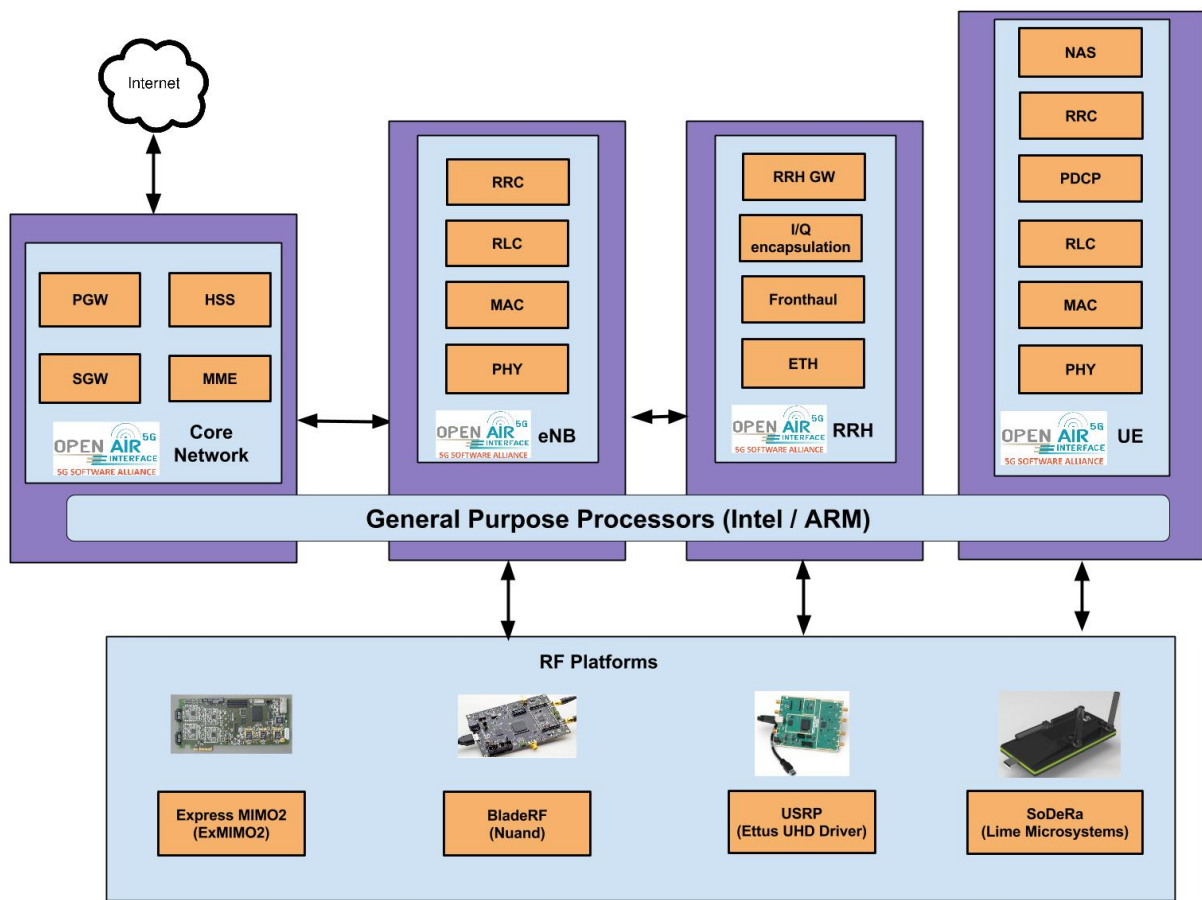 Internet
PGW
HSS
SGW
MME
OPEN AIR 5G
INTERFACE
5G SOFTWARE ALLIANCE
Core
Network
RRC
RLC
MAC
PHY
OPEN AIR 5G
INTERFACE
5G SOFTWARE ALLIANCE
eNB
RRH GW
I/Q
encapsulation
Fronthaul
ETH
OPEN AIR 5G
INTERFACE
5G SOFTWARE ALLIANCE
RRH
NAS
RRC
PDCP
RLC
MAC
PHY
OPEN AIR 5G
INTERFACE
5G SOFTWARE ALLIANCE
UE
General Purpose Processors (Intel / ARM)
RF Platforms
Express MIMO2
(ExMIMO2)
BladeRF
(Nuand)
USRP
(Ettus UHD Driver)
SoDeRa
(Lime Microsystems)